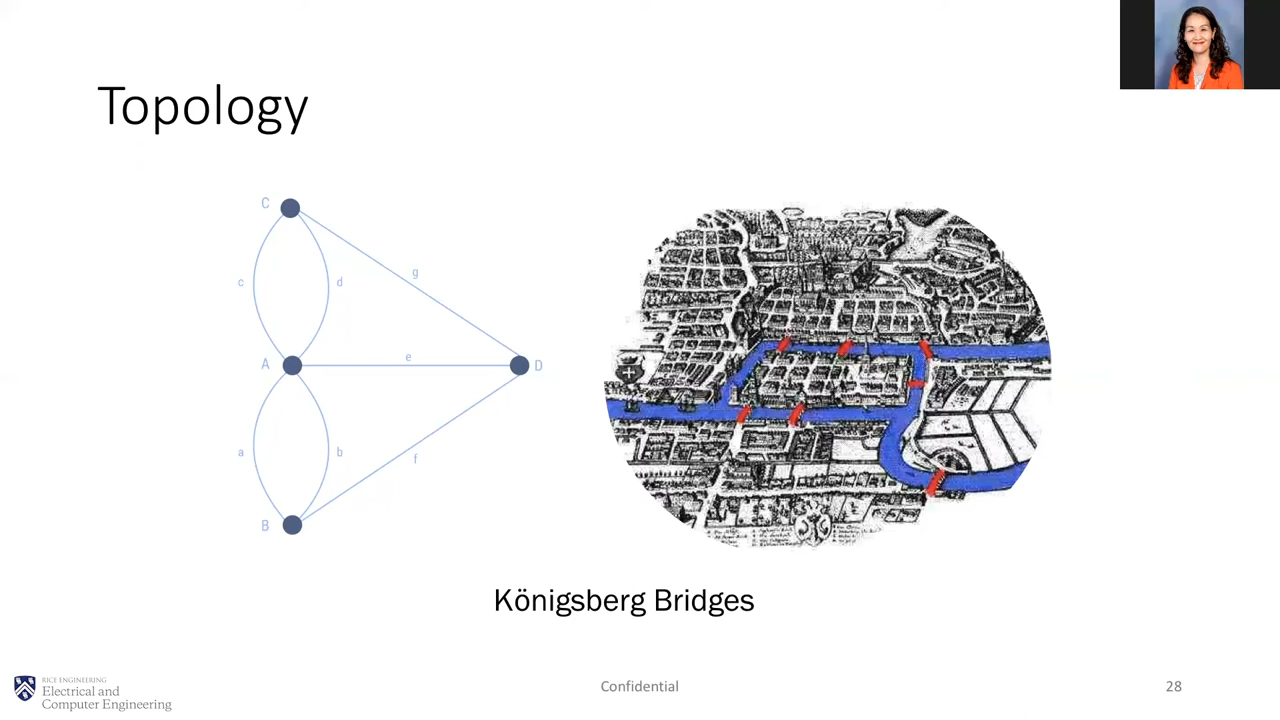 Topology
C
c
d
g
A
e
D
a
b
f
B
Königsberg Bridges
RICE ENGINEERING
Electrical and
Computer Engineering
Confidential
28